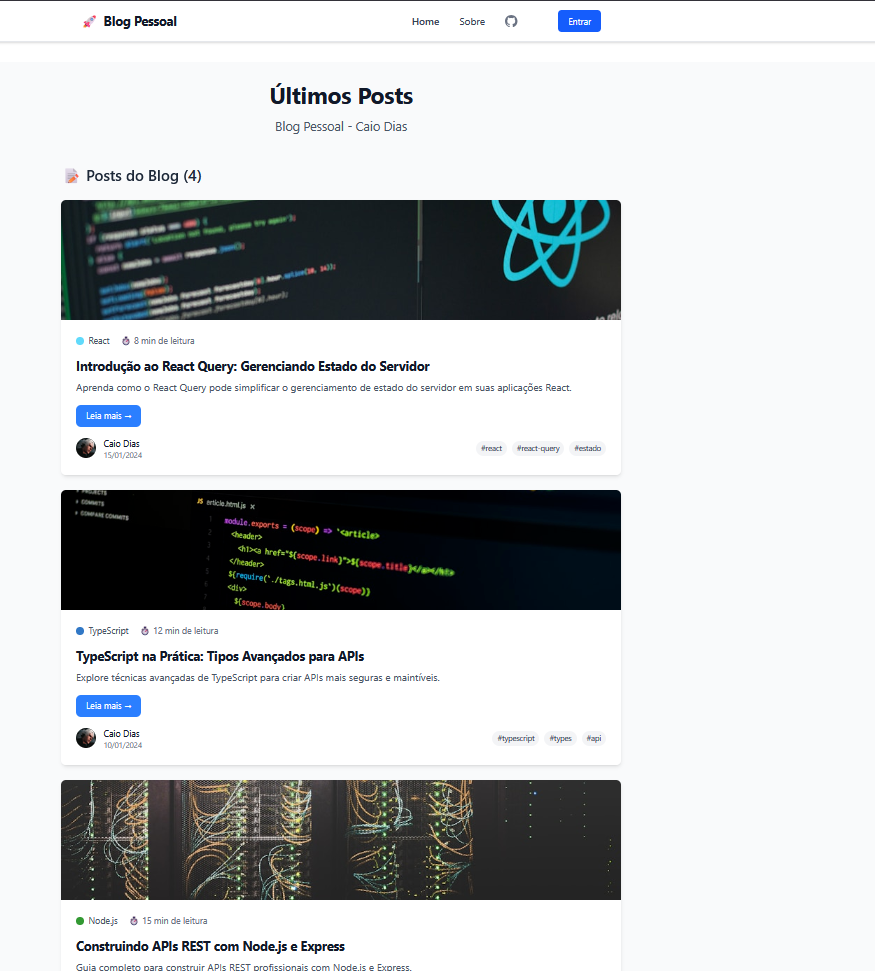 Blog Pessoal
Home Sobre Entrar
Últimos Posts
Blog Pessoal - Caio Dias
Posts do Blog (4)
React 8 min de leitura
Introdução ao React Query: Gerenciando Estado do Servidor
Aprenda como o React Query pode simplificar o gerenciamento de estado do servidor em suas aplicações React.
Leia mais →
Caio Dias
15/01/2024
#react #react-query #estado
PROJECTS
COMMITS
COMPARE COMMITS
JS article.html.js ×
module.exports = (scope) => `<article>
<header>
<h1><a href="${scope.link}">${scope.title}</a></h1>
</header>
${require('./tags.html.js')(scope)}
<div>
${scope.body}
TypeScript 12 min de leitura
TypeScript na Prática: Tipos Avançados para APIs
Explore técnicas avançadas de TypeScript para criar APIs mais seguras e maintíveis.
Leia mais →
Caio Dias
10/01/2024
#typescript #types #api
Node.js 15 min de leitura
Construindo APIs REST com Node.js e Express
Guia completo para construir APIs REST profissionais com Node.js e Express.